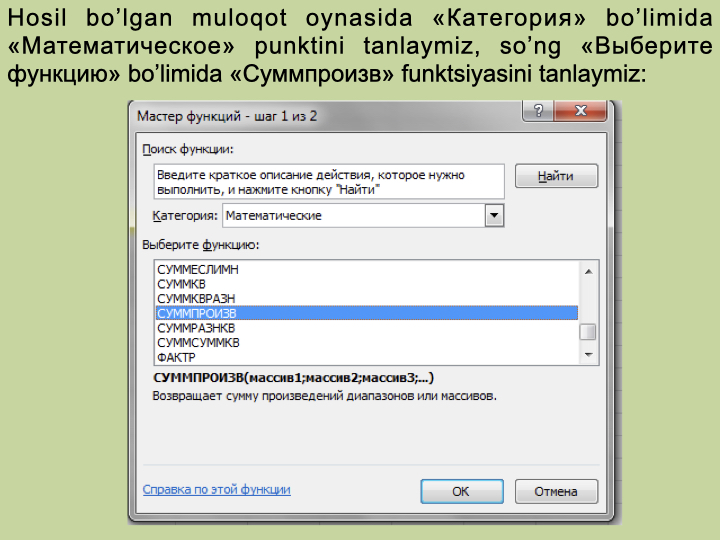 Hosil bo’lgan muloqot oynasida «Категория» bo’limida
«Математическое» punktini tanlaymiz, so’ng «Выберите
функцию» bo’limida «Суммпроизв» funktsiyasini tanlaymiz:
Мастер функций - шаг 1 из 2
Поиск функции:
Введите краткое описание действия, которое нужно
выполнить, и нажмите кнопку "Найти"
Найти
Категория: Математические
Выберите функцию:
СУММЕСЛИМН
СУММКВ
СУММКВРАЗН
СУММПРОИЗВ
СУММРАЗНКВ
СУММСУММКВ
ФАКТР
СУММПРОИЗВ(массив1;массив2;массив3;...)
Возвращает сумму произведений диапазонов или массивов.
Справка по этой функции
ОК
Отмена